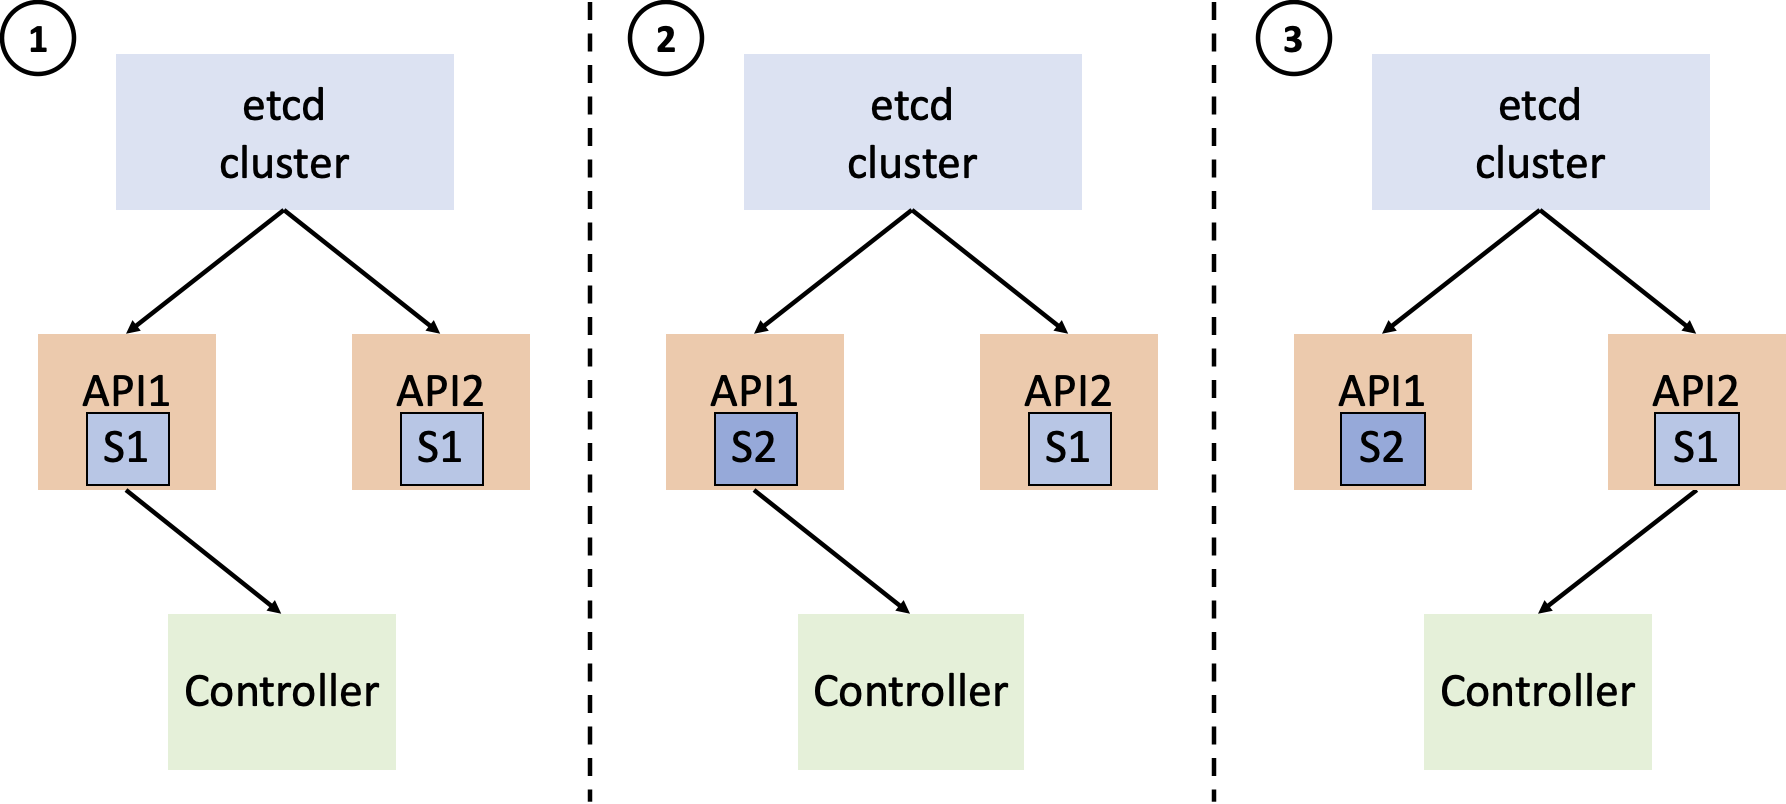 1
etcd
cluster
API1
API2
S1
S1
Controller
2
etcd
cluster
API1
API2
S2
S1
Controller
3
etcd
cluster
API1
API2
S2
S1
Controller